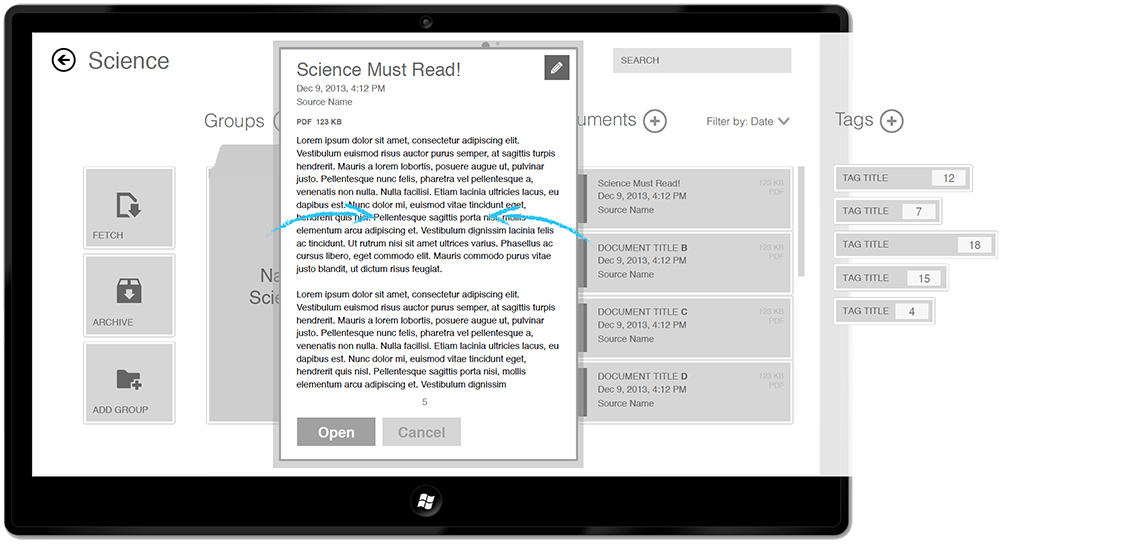 Science
Science Must Read!
Dec 9, 2013, 4:12 PM
Source Name
PDF 123 KB
Lorem ipsum dolor sit amet, consectetur adipiscing elit.
Vestibulum euismod risus auctor purus semper, at sagittis turpis
hendrerit. Mauris a lorem lobortis, posuere augue ut, pulvinar
justo. Pellentesque nunc felis, pharetra vel pellentesque a,
venenatis non nulla. Nulla facilisi. Etiam lacinia ultricies lacus, eu
dapibus est. Nunc dolor mi, euismod vitae tincidunt eget,
hendrerit quis nisl. Pellentesque sagittis porta nisi, mollis
elementum arcu adipiscing et. Vestibulum dignissim lacinia felis
ac tincidunt. Ut rutrum nisi sit amet ultrices varius. Phasellus ac
cursus libero, eget commodo elit. Mauris commodo purus vitae
justo blandit, ut dictum risus feugiat.
Lorem ipsum dolor sit amet, consectetur adipiscing elit.
Vestibulum euismod risus auctor purus semper, at sagittis turpis
hendrerit. Mauris a lorem lobortis, posuere augue ut, pulvinar
justo. Pellentesque nunc felis, pharetra vel pellentesque a,
venenatis non nulla. Nulla facilisi. Etiam lacinia ultricies lacus, eu
dapibus est. Nunc dolor mi, euismod vitae tincidunt eget,
hendrerit quis nisl. Pellentesque sagittis porta nisi, mollis
elementum arcu adipiscing et. Vestibulum dignissim
5
Open Cancel
SEARCH
Groups
uments
Filter by: Date
Tags
FETCH
ARCHIVE
ADD GROUP
Na
Scie
Science Must Read! 123 KB
Dec 9, 2013, 4:12 PM PDF
Source Name
DOCUMENT TITLE B 123 KB
Dec 9, 2013, 4:12 PM PDF
Source Name
DOCUMENT TITLE C 123 KB
Dec 9, 2013, 4:12 PM PDF
Source Name
DOCUMENT TITLE D 123 KB
Dec 9, 2013, 4:12 PM PDF
Source Name
TAG TITLE 12
TAG TITLE 7
TAG TITLE 18
TAG TITLE 15
TAG TITLE 4